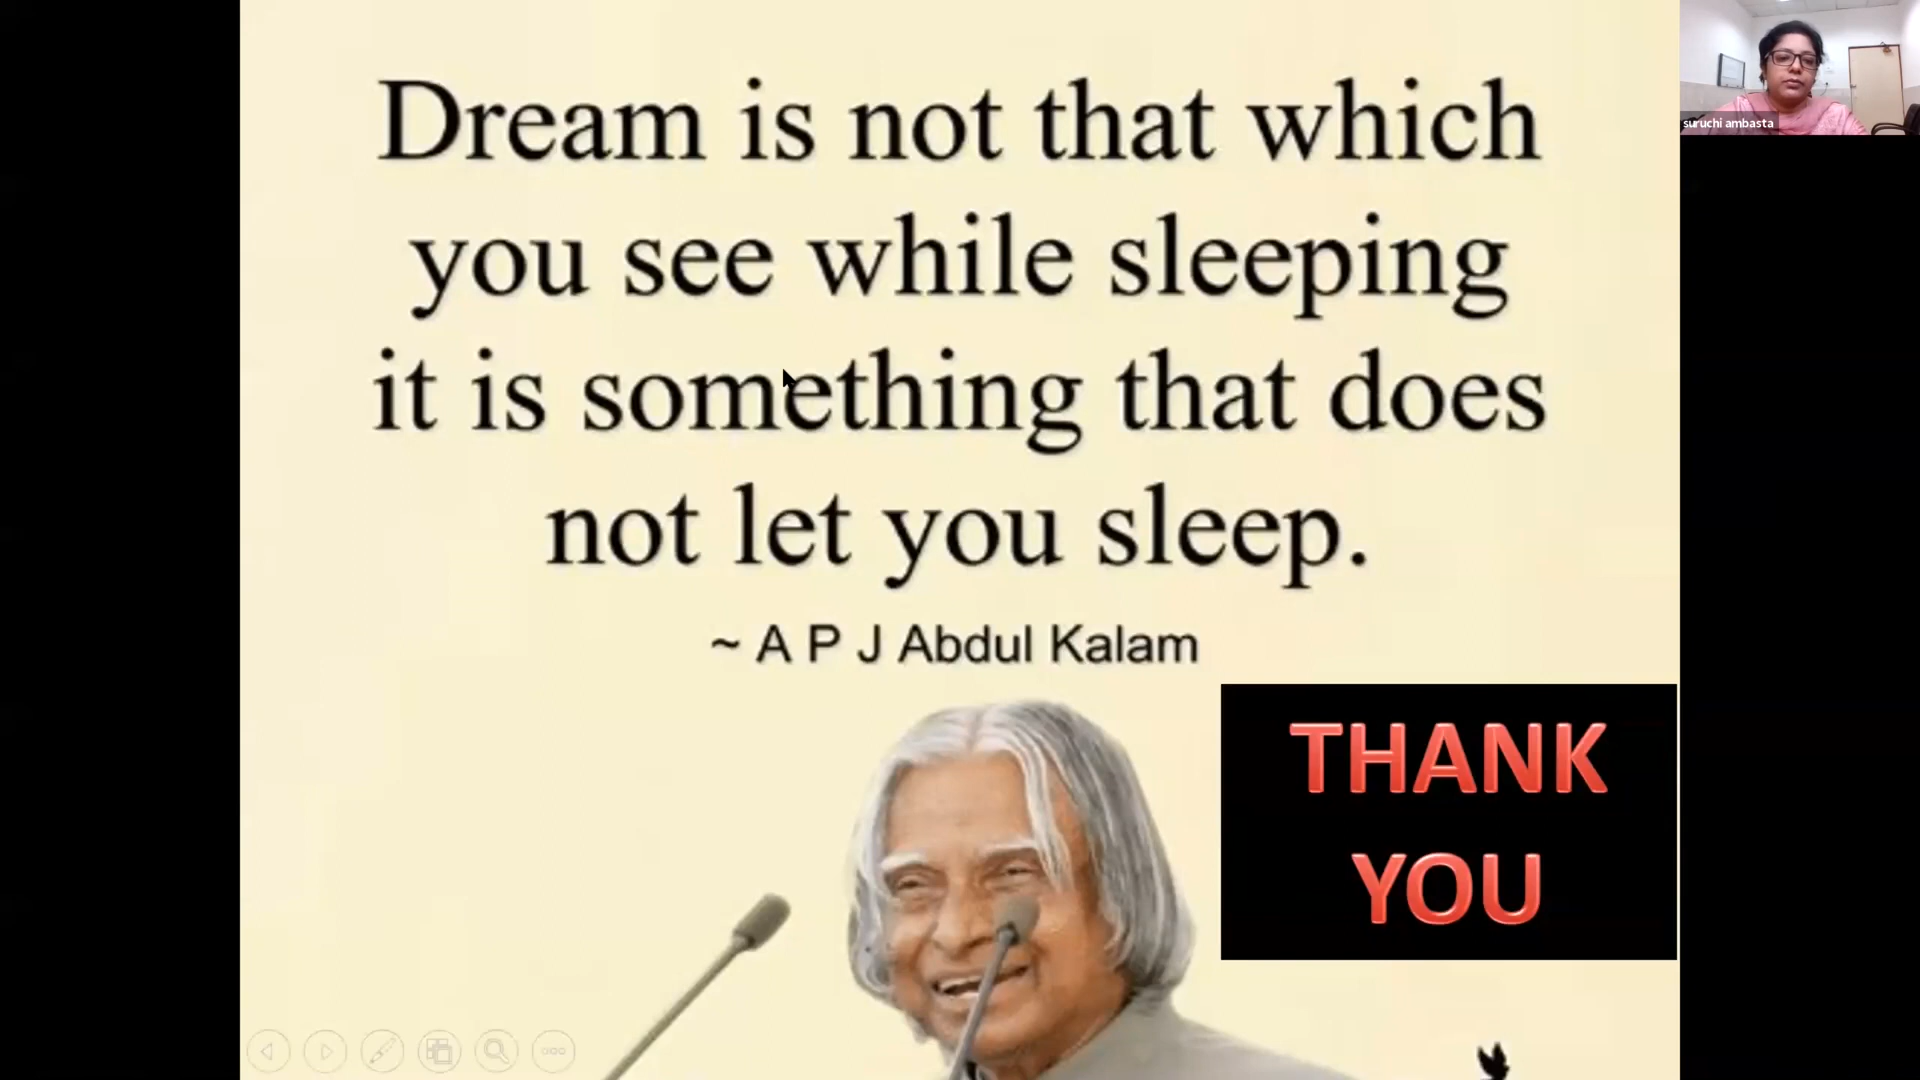 Dream is not that which
you see while sleeping
it is something that does
not let you sleep.
~ A P J Abdul Kalam
THANK
YOU
suruchi ambasta